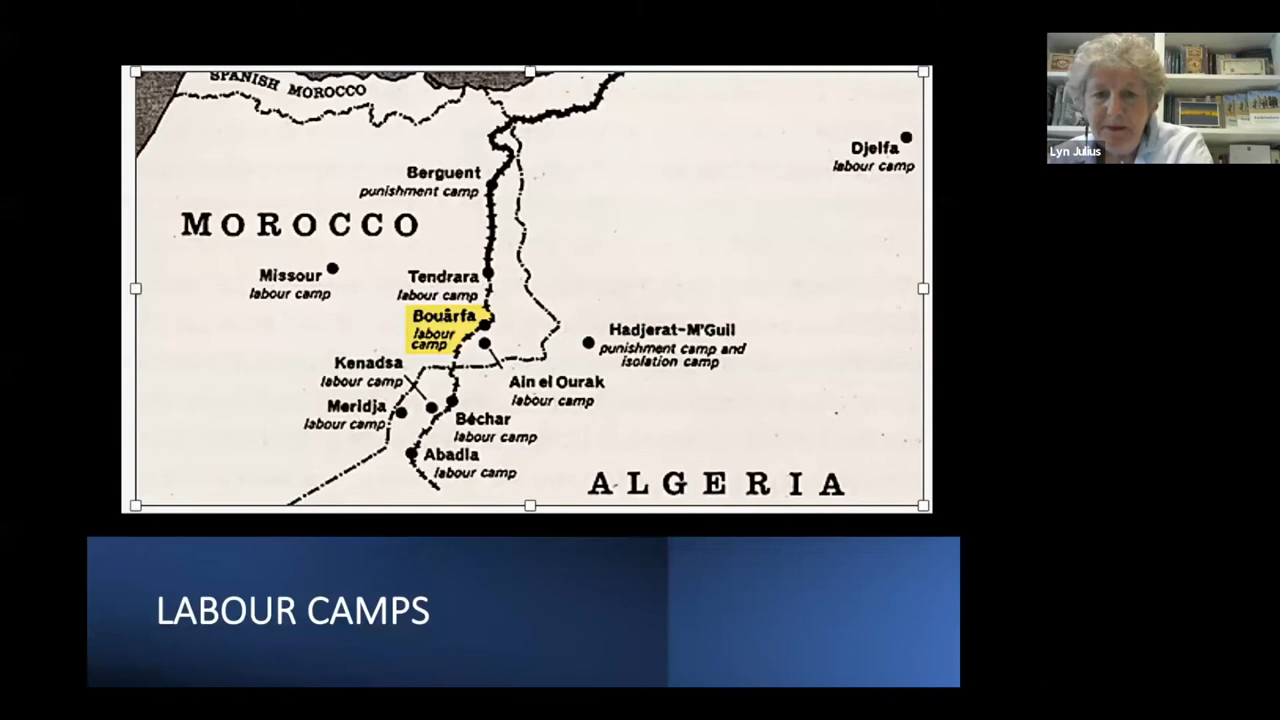 SPANISH MOROCCO
Djelfa
labour camp
Berguent
punishment camp
MOROCCO
Missour
labour camp
Tendrara
labour camp
Bouârfa
labour
camp
Hadjerat-M'Guil
punishment camp and
isolation camp
Kenadsa
labour camp
Ain el Ourak
labour camp
Meridja
labour camp
Béchar
labour camp
Abadla
labour camp
ALGERIA
LABOUR CAMPS
Lyn Julius